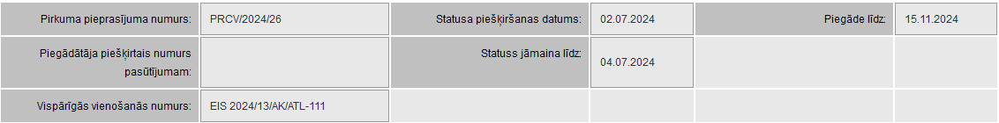 Pirkuma pieprasījuma numurs: PRCV/2024/26 Statusa piešķiršanas datums: 02.07.2024 Piegāde līdz: 15.11.2024
Piegādātāja piešķirtais numurs pasūtījumam: Statuss jāmaina līdz: 04.07.2024
Vispārīgās vienošanās numurs: EIS 2024/13/AK/ATL-111